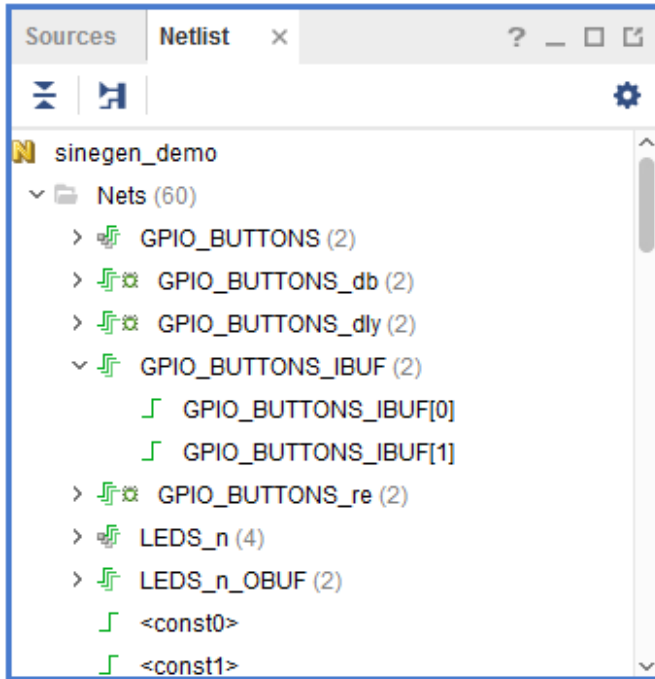 Sources Netlist × ?
sinegen_demo
Nets (60)
GPIO_BUTTONS (2)
GPIO_BUTTONS_db (2)
GPIO_BUTTONS_dly (2)
GPIO_BUTTONS_IBUF (2)
GPIO_BUTTONS_IBUF[0]
GPIO_BUTTONS_IBUF[1]
GPIO_BUTTONS_re (2)
LEDS_n (4)
LEDS_n_OBUF (2)
<const0>
<const1>